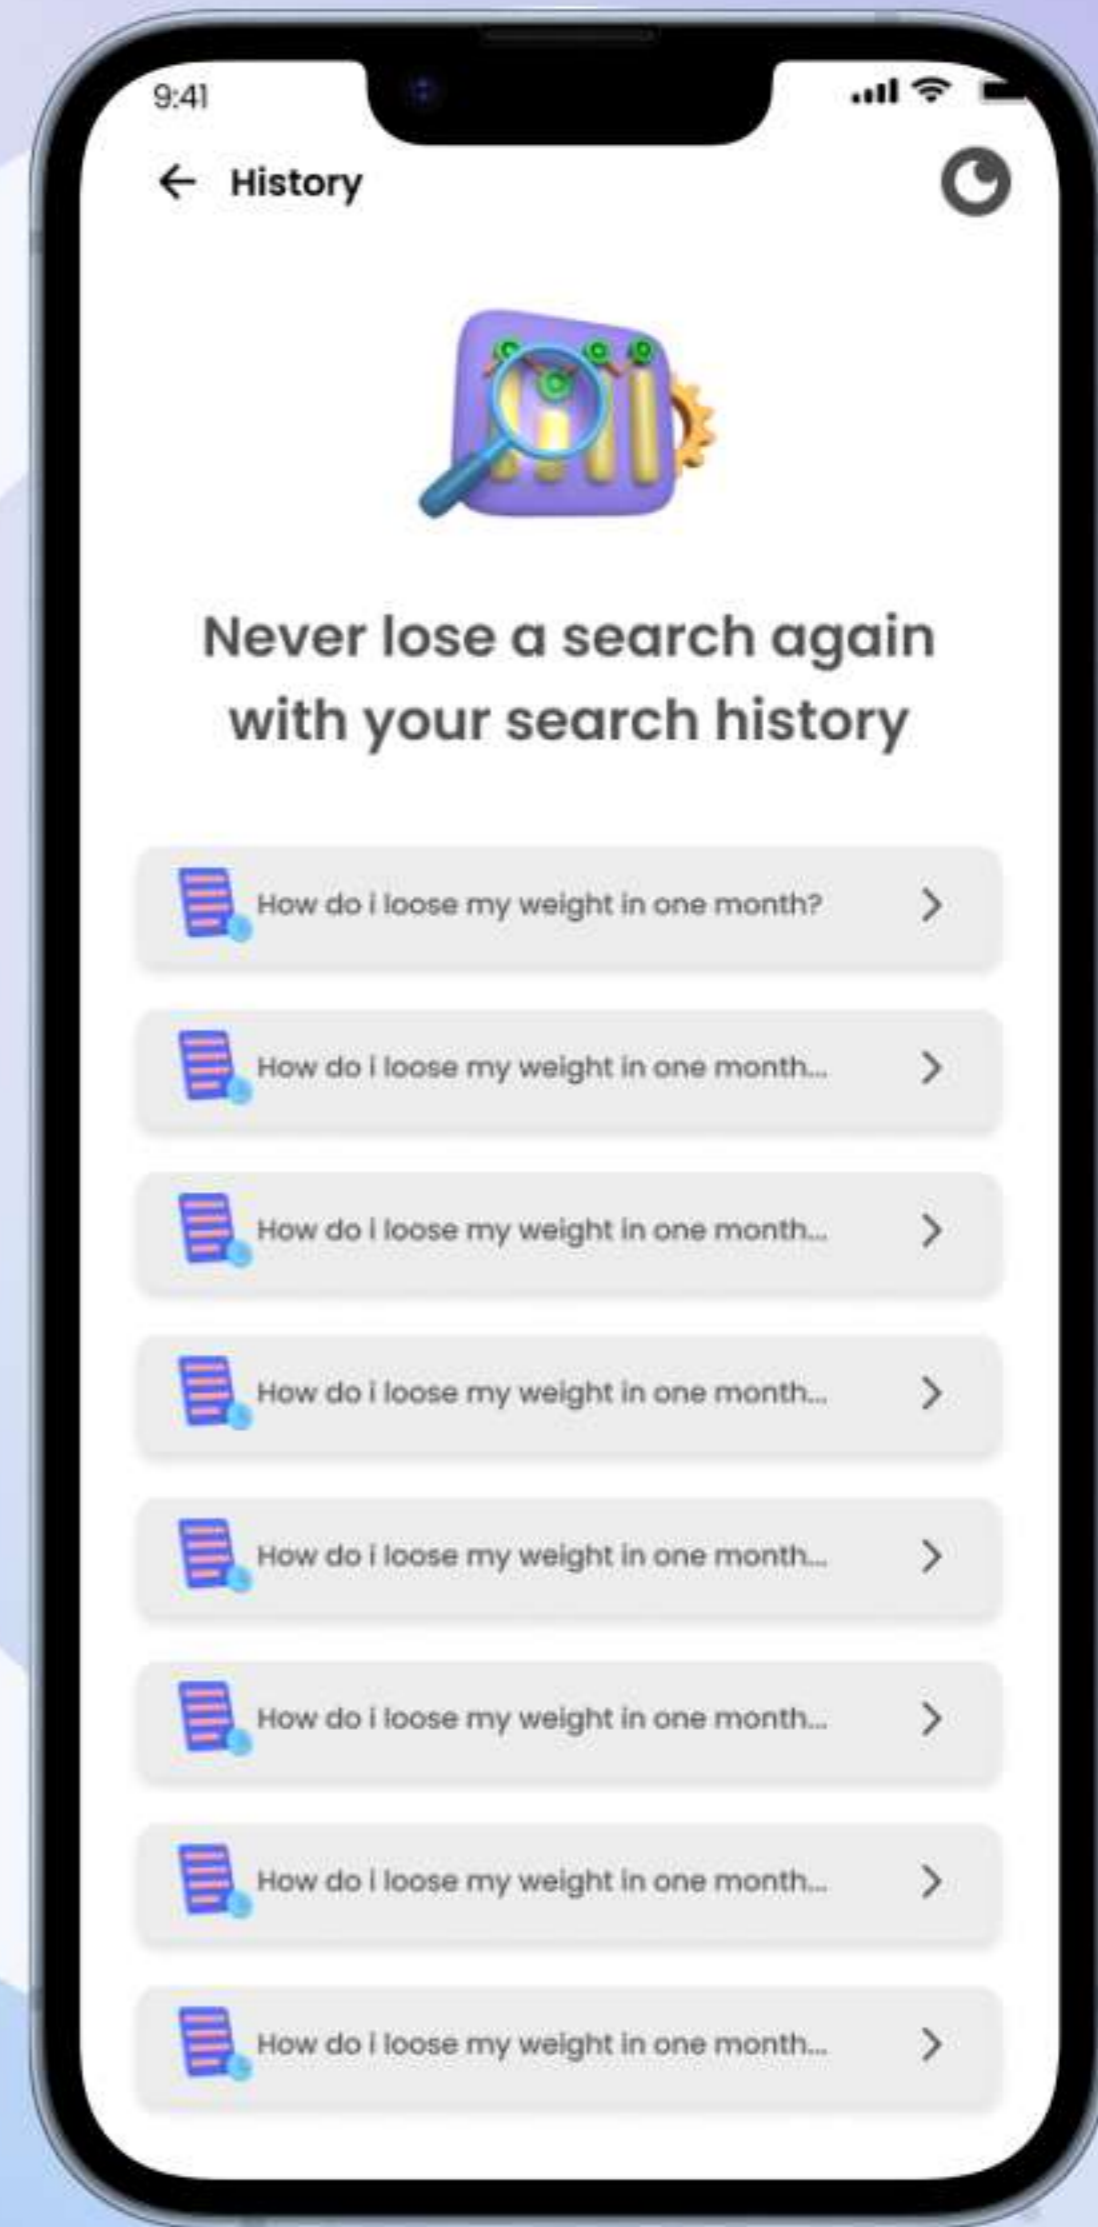 9:41
History
Never lose a search again
with your search history
How do i loose my weight in one month?
How do i loose my weight in one month...
How do i loose my weight in one month...
How do i loose my weight in one month...
How do i loose my weight in one month...
How do i loose my weight in one month...
How do i loose my weight in one month...
How do i loose my weight in one month...